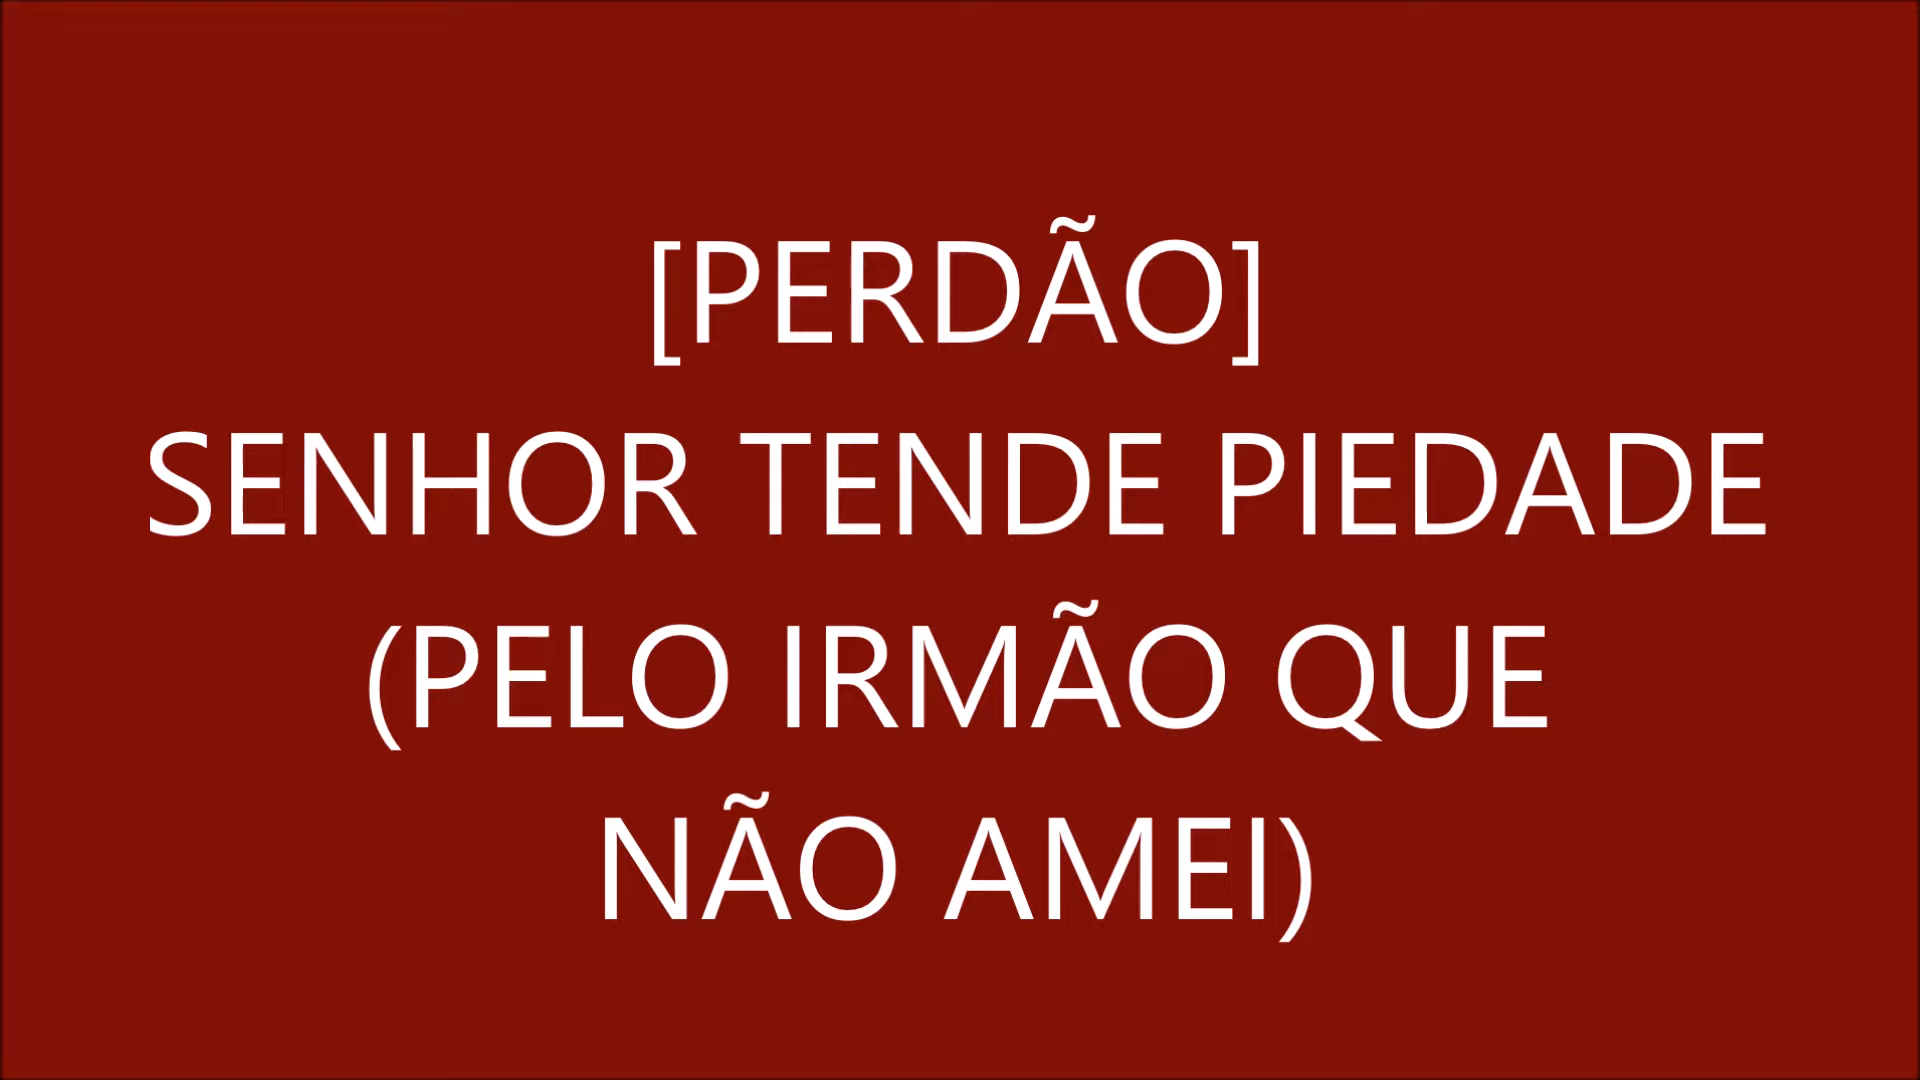 [PERDÃO]
SENHOR TENDE PIEDADE
(PELO IRMÃO QUE
NÃO AMEI)